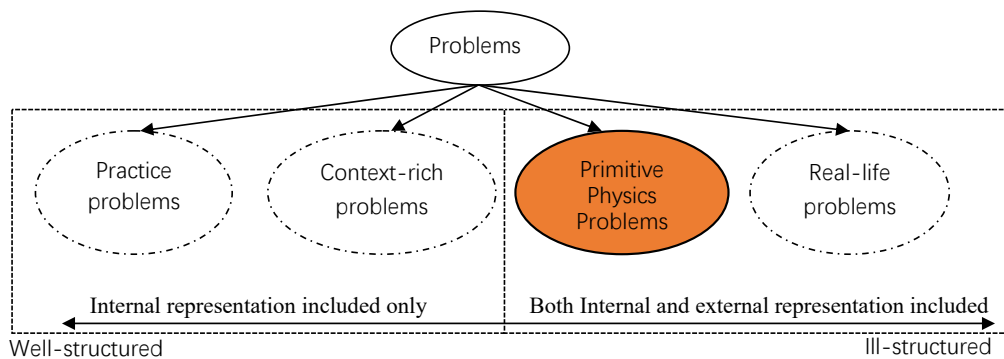 Problems
Practice
problems
Context-rich
problems
Primitive
Physics
Problems
Real-life
problems
Internal representation included only
Both Internal and external representation included
Well-structured
Ill-structured